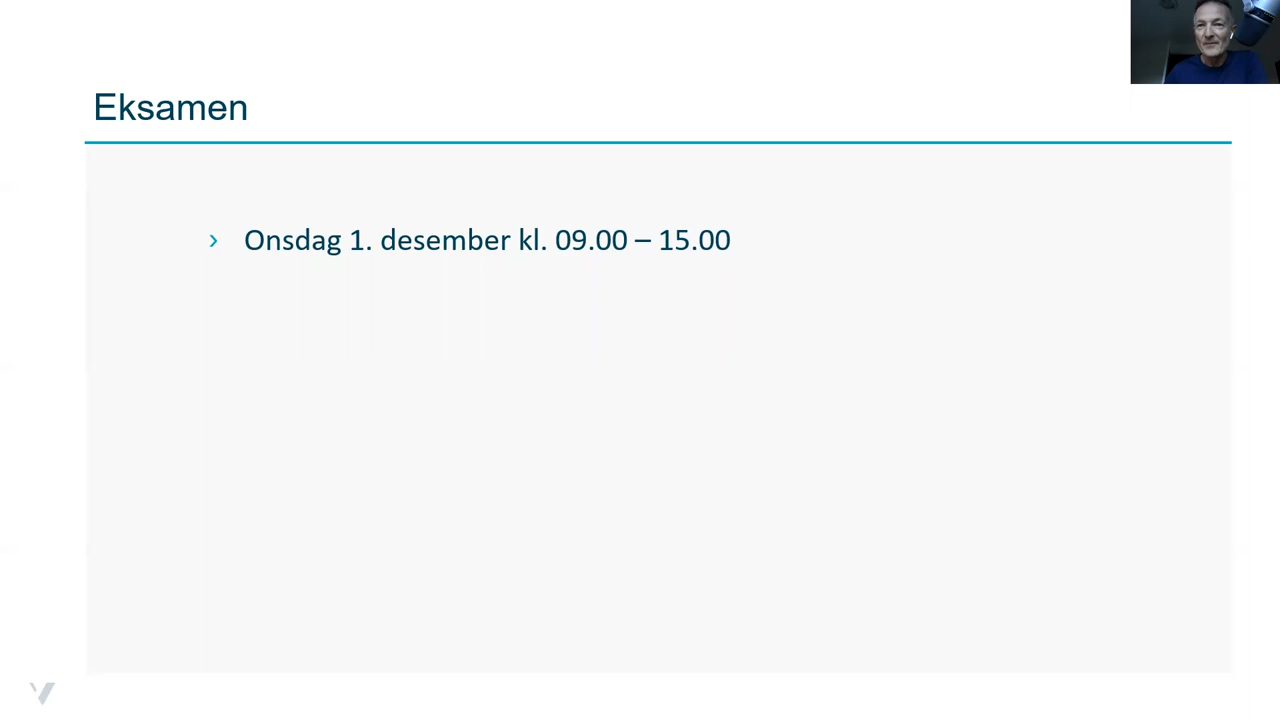 Eksamen
› Onsdag 1. desember kl. 09.00 – 15.00